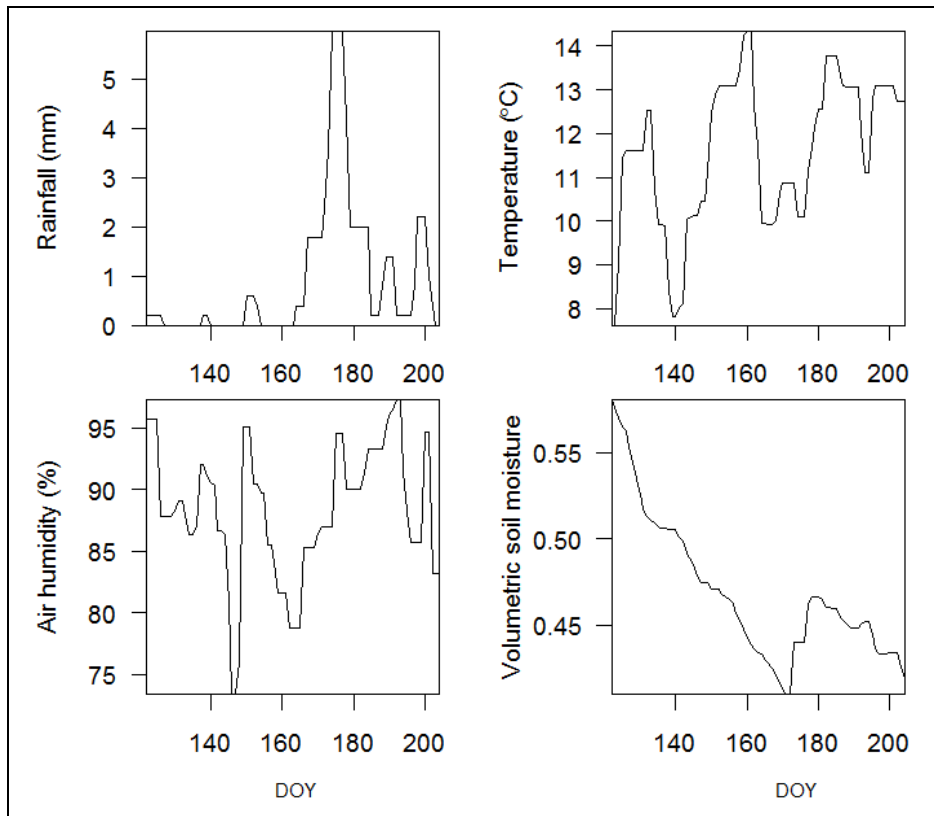 Rainfall (mm)
5
4
3
2
1
0
140 160 180 200
Temperature (°C)
14
13
12
11
10
9
8
140 160 180 200
Air humidity (%)
95
90
85
80
75
140 160 180 200
DOY
Volumetric soil moisture
0.55
0.50
0.45
140 160 180 200
DOY